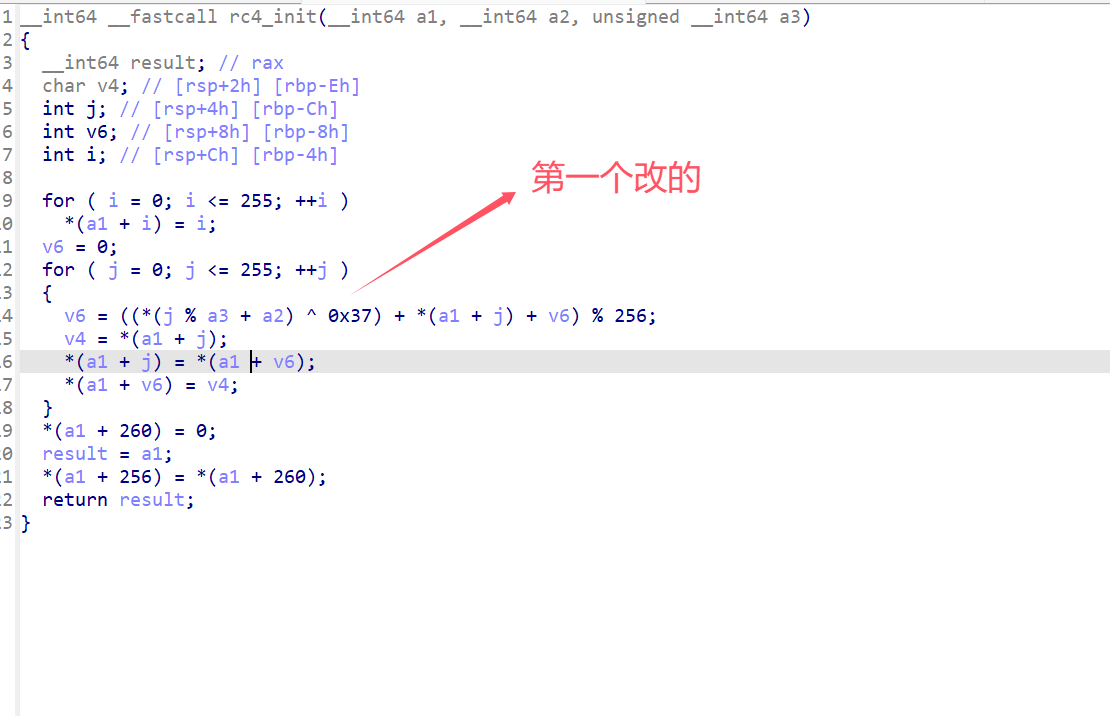 1 __int64 __fastcall rc4_init(__int64 a1, __int64 a2, unsigned __int64 a3)
2 {
3 __int64 result; // rax
4 char v4; // [rsp+2h] [rbp-Eh]
5 int j; // [rsp+4h] [rbp-Ch]
6 int v6; // [rsp+8h] [rbp-8h]
7 int i; // [rsp+Ch] [rbp-4h]
8
第一个改的
9 for ( i = 0; i <= 255; ++i )
.0 *(a1 + i) = i;
.1 v6 = 0;
.2 for ( j = 0; j <= 255; ++j )
.3 {
.4 v6 = ((*(j % a3 + a2) ^ 0x37) + *(a1 + j) + v6) % 256;
.5 v4 = *(a1 + j);
.6 *(a1 + j) = *(a1 + v6);
.7 *(a1 + v6) = v4;
.8 }
.9 *(a1 + 260) = 0;
.0 result = a1;
.1 *(a1 + 256) = *(a1 + 260);
.2 return result;
.3 }